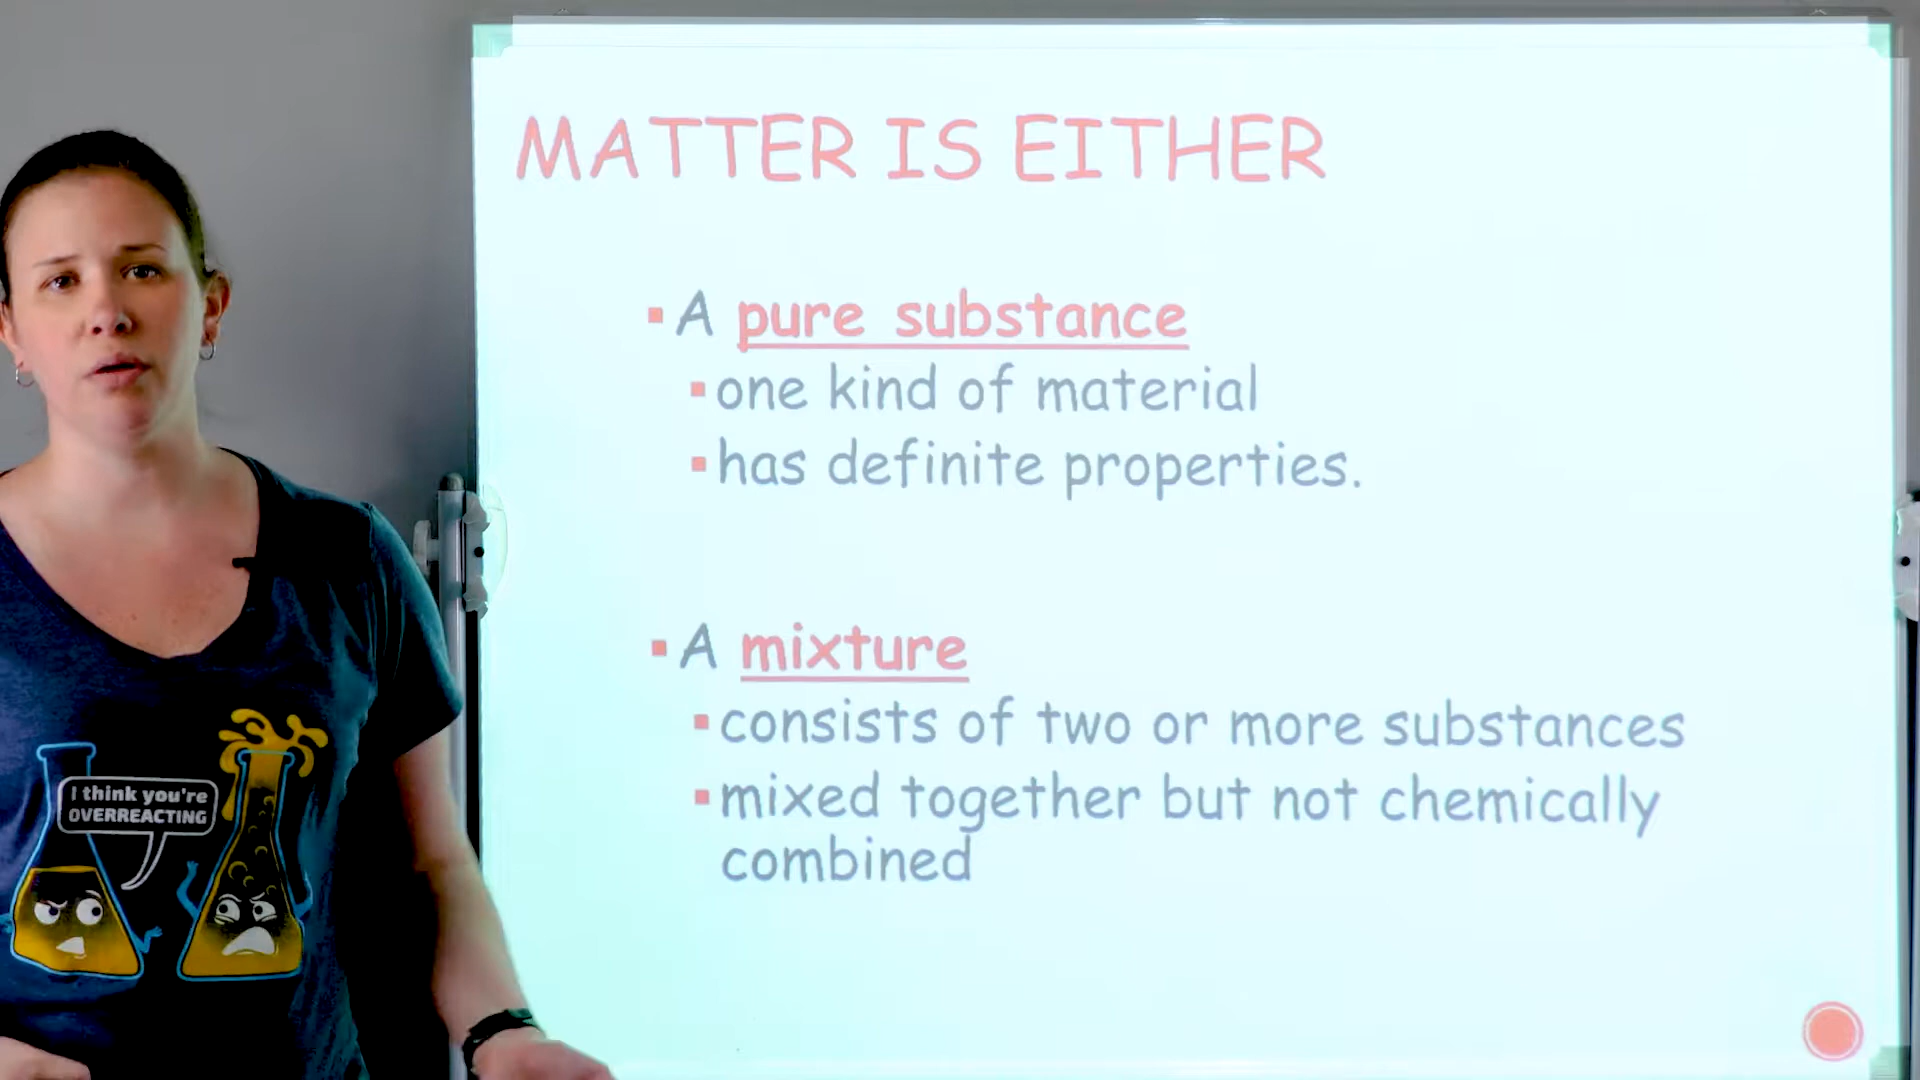 MATTER IS EITHER
▪ A pure substance
▪ one kind of material
▪ has definite properties.
▪ A mixture
▪ consists of two or more substances
▪ mixed together but not chemically
combined
I think you're
OVERREACTING